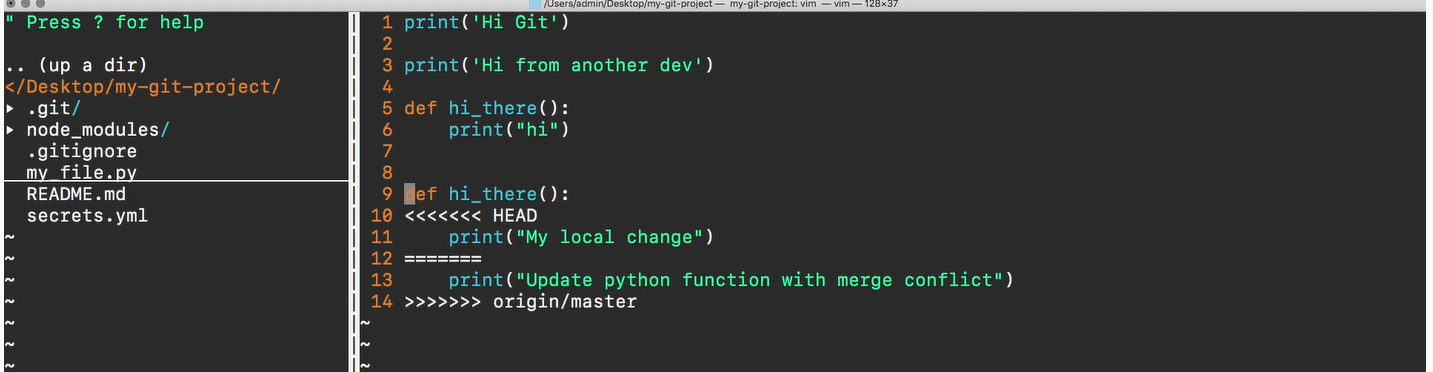 /Users/admin/Desktop/my-git-project — my-git-project: vim — vim — 128×37
" Press ? for help
.. (up a dir)
</Desktop/my-git-project/
▸ .git/
▸ node_modules/
.gitignore
my_file.py
README.md
secrets.yml
~
~
~
~
~
~
~
1 print('Hi Git')
2
3 print('Hi from another dev')
4
5 def hi_there():
6     print("hi")
7
8
9 def hi_there():
10 <<<<<<< HEAD
11     print("My local change")
12 =======
13     print("Update python function with merge conflict")
14 >>>>>>> origin/master
~
~
~